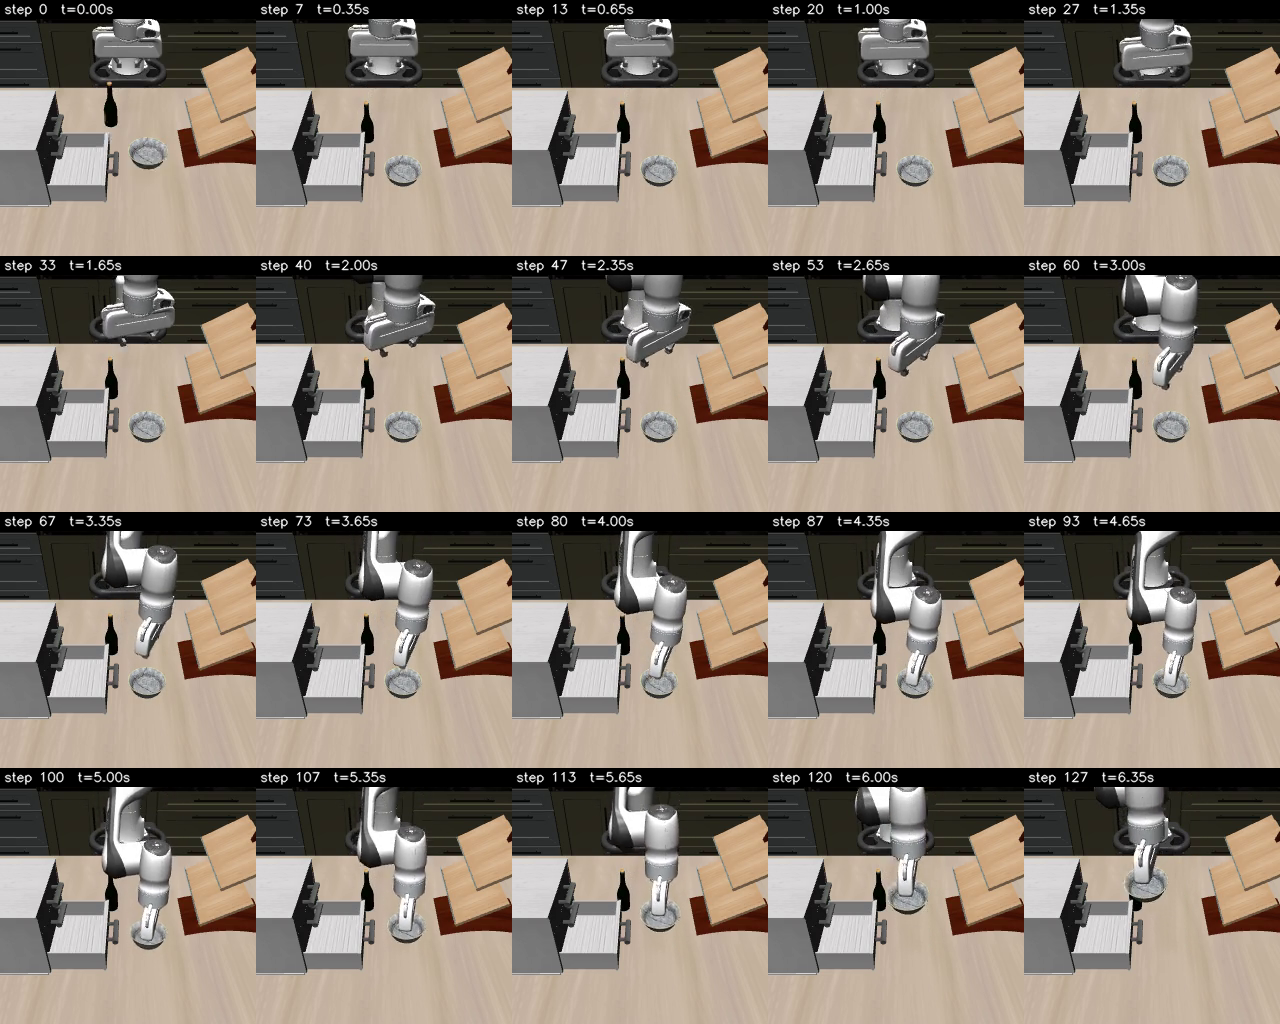 step 0 t=0.00s
step 7 t=0.35s
step 13 t=0.65s
step 20 t=1.00s
step 27 t=1.35s
step 33 t=1.65s
step 40 t=2.00s
step 47 t=2.35s
step 53 t=2.65s
step 60 t=3.00s
step 67 t=3.35s
step 73 t=3.65s
step 80 t=4.00s
step 87 t=4.35s
step 93 t=4.65s
step 100 t=5.00s
step 107 t=5.35s
step 113 t=5.65s
step 120 t=6.00s
step 127 t=6.35s